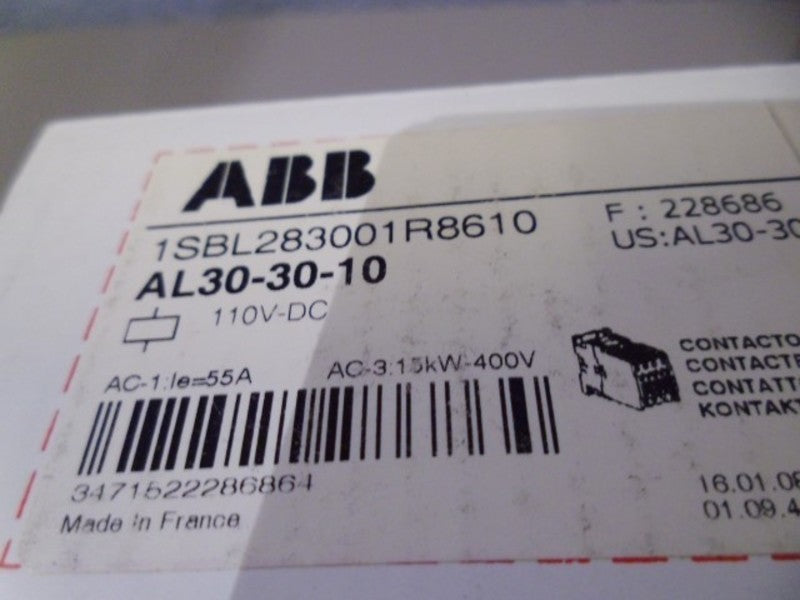 ABB
1SBL283001R8610
F : 228686
AL30-30-10
US:AL30-30
110V-DC
AC-1:Ie=55A
AC-3:15kW-400V
CONTACTO
CONTACTE
CONTATT
KONTAKT
3471522286864
16.01.08
Made in France
01.09.4